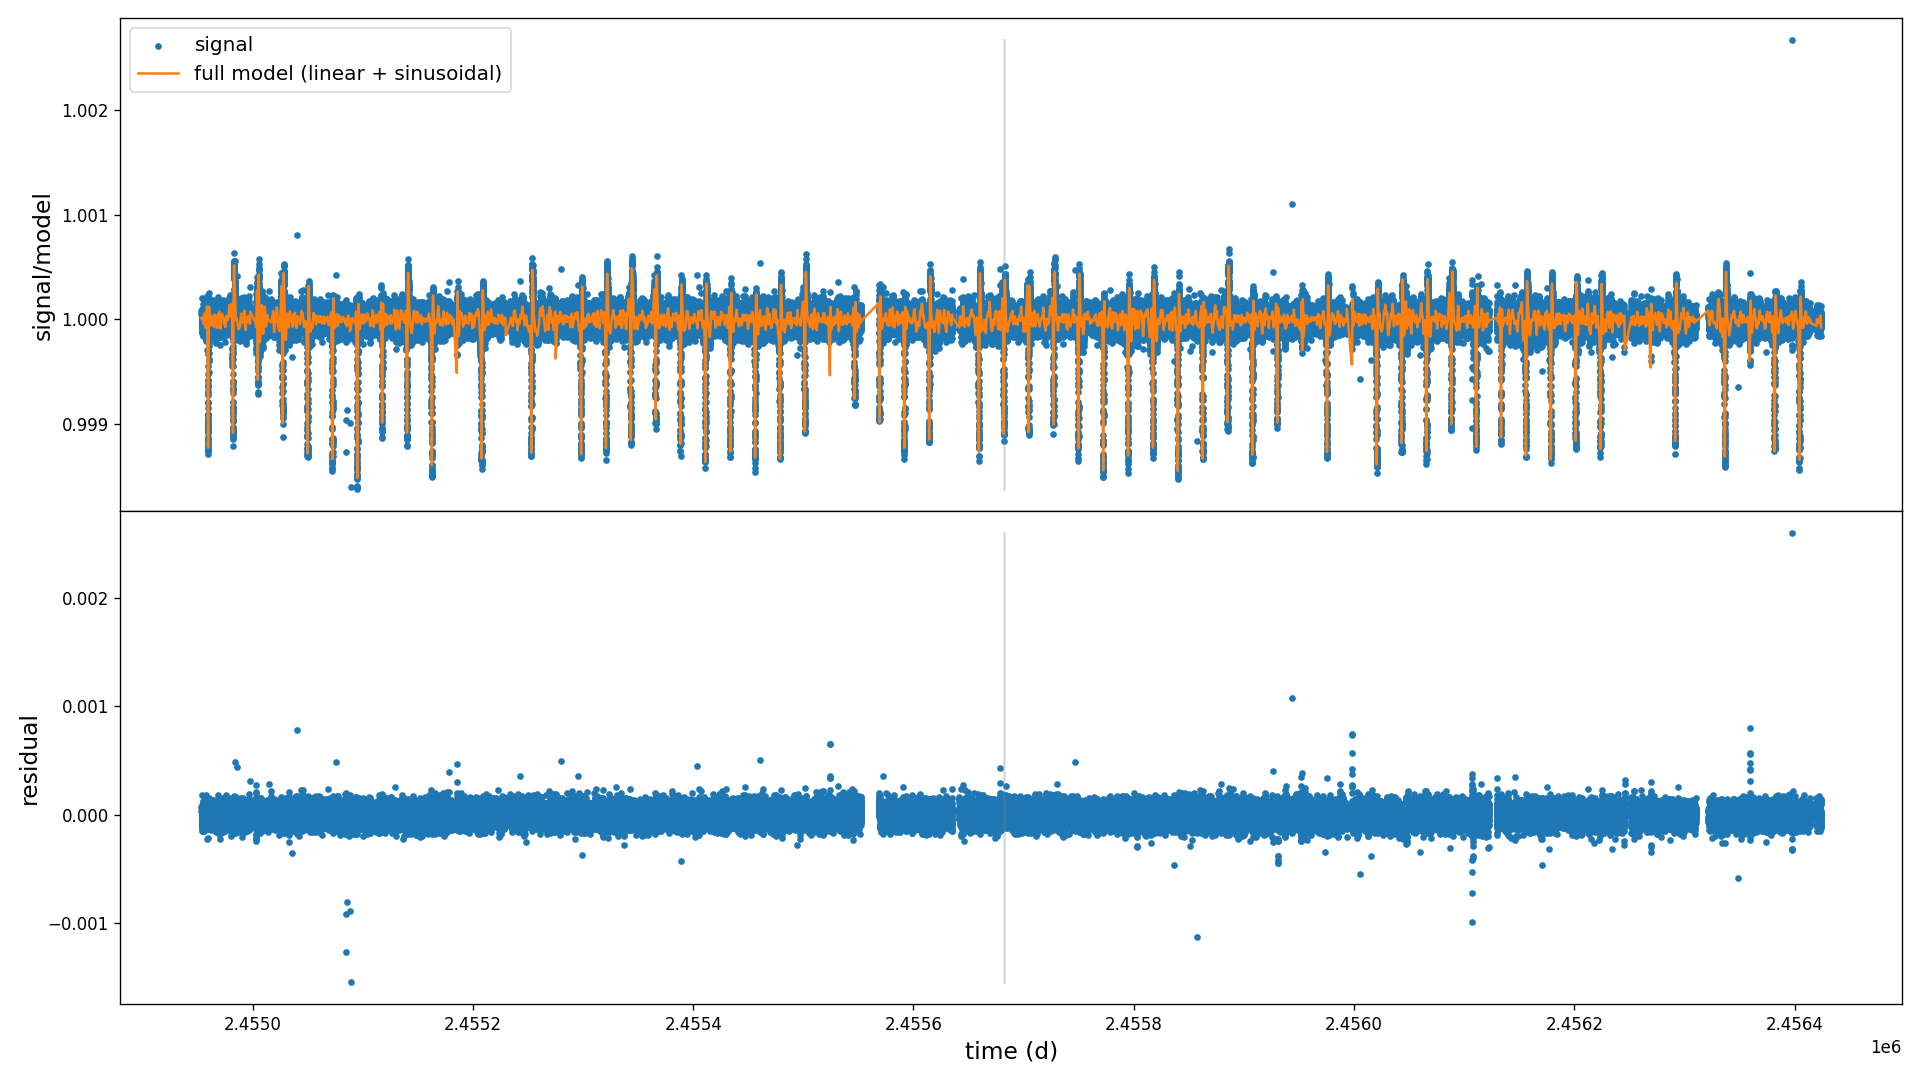 signal
full model (linear + sinusoidal)
signal/model
1.002
1.001
1.000
0.999
residual
0.002
0.001
0.000
−0.001
2.4550
2.4552
2.4554
2.4556
2.4558
2.4560
2.4562
2.4564
time (d)
1e6